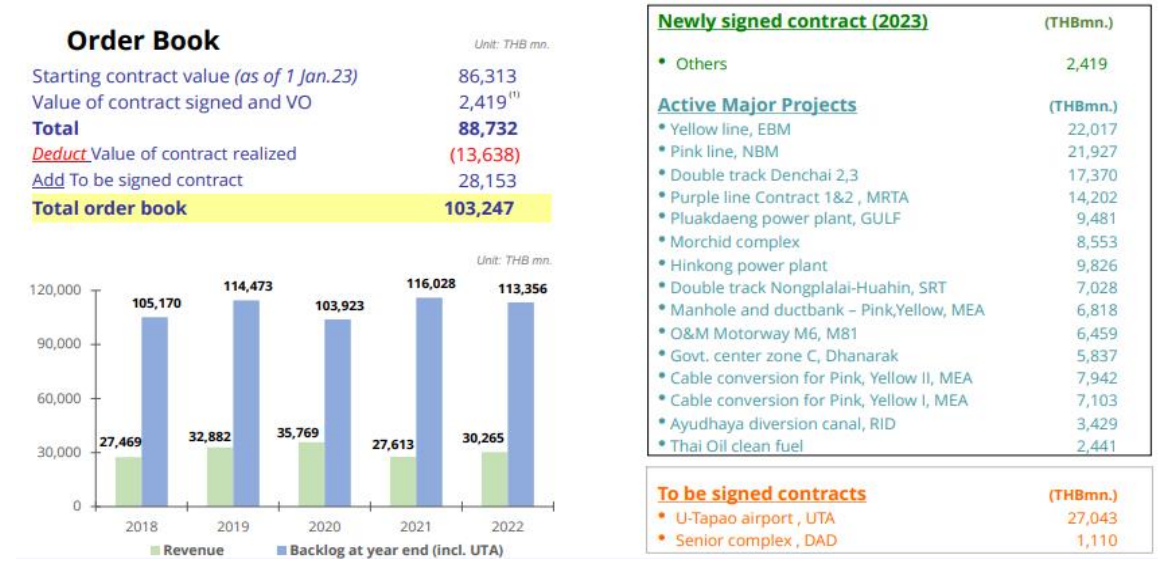 Order Book
Unit: THB mn.
Starting contract value (as of 1 Jan.23) 86,313
Value of contract signed and VO 2,419 (1)
Total 88,732
Deduct Value of contract realized (13,638)
Add To be signed contract 28,153
Total order book 103,247
Unit: THB mn.
120,000
90,000
60,000
30,000
0
105,170
114,473
103,923
116,028
113,356
27,469
32,882
35,769
27,613
30,265
2018 2019 2020 2021 2022
Revenue Backlog at year end (incl. UTA)
Newly signed contract (2023) (THBmn.)
• Others 2,419
Active Major Projects (THBmn.)
• Yellow line, EBM 22,017
• Pink line, NBM 21,927
• Double track Denchai 2,3 17,370
• Purple line Contract 1&2 , MRTA 14,202
• Pluakdaeng power plant, GULF 9,481
• Morchid complex 8,553
• Hinkong power plant 9,826
• Double track Nongplalai-Huahin, SRT 7,028
• Manhole and ductbank – Pink,Yellow, MEA 6,818
• O&M Motorway M6, M81 6,459
• Govt. center zone C, Dhanarak 5,837
• Cable conversion for Pink, Yellow II, MEA 7,942
• Cable conversion for Pink, Yellow I, MEA 7,103
• Ayudhaya diversion canal, RID 3,429
• Thai Oil clean fuel 2,441
To be signed contracts (THBmn.)
• U-Tapao airport , UTA 27,043
• Senior complex , DAD 1,110